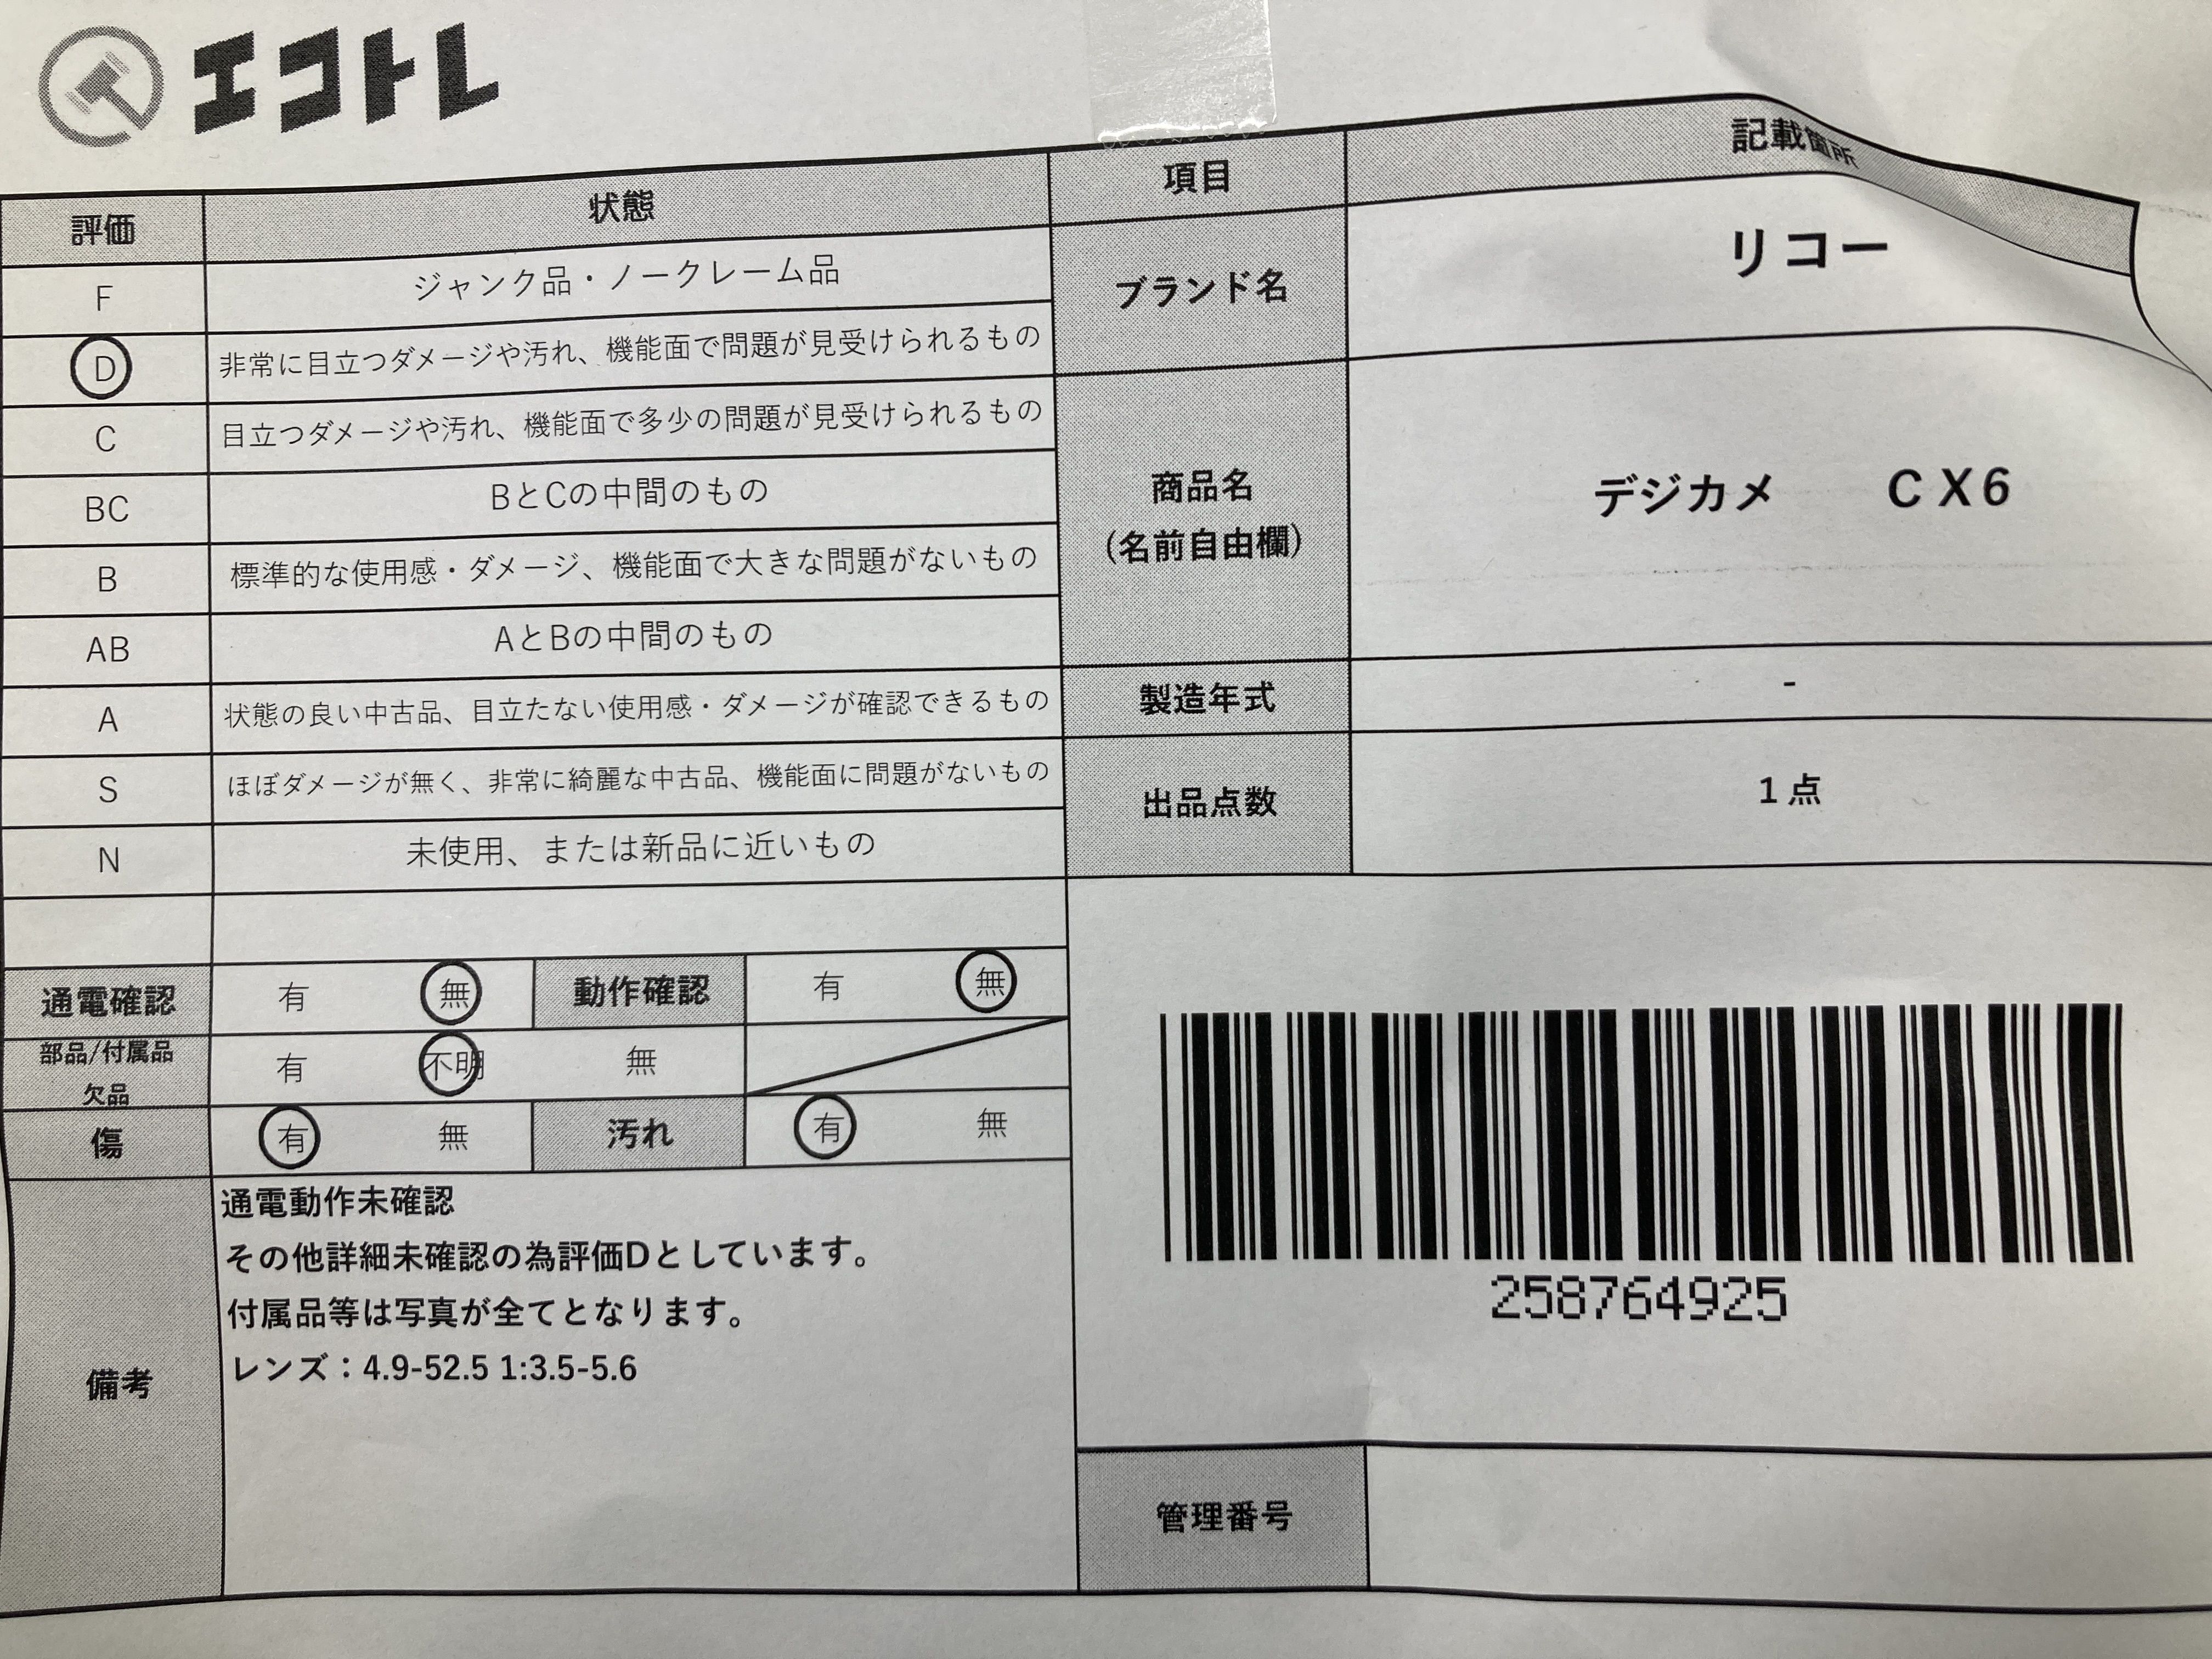 エコトレ
評価 状態
F ジャンク品・ノークレーム品
D 非常に目立つダメージや汚れ、機能面で問題が見受けられるもの
C 目立つダメージや汚れ、機能面で多少の問題が見受けられるもの
BC BとCの中間のもの
B 標準的な使用感・ダメージ、機能面で大きな問題がないもの
AB AとBの中間のもの
A 状態の良い中古品、目立たない使用感・ダメージが確認できるもの
S ほぼダメージが無く、非常に綺麗な中古品、機能面に問題がないもの
N 未使用、または新品に近いもの
通電確認 有 無 動作確認 有 無
部品/付属品
欠品 有 不明 無
傷 有 無 汚れ 有 無
備考
通電動作未確認
その他詳細未確認の為評価Dとしています。
付属品等は写真が全てとなります。
レンズ：4.9-52.5 1:3.5-5.6
項目 記載箇所
ブランド名 リコー
商品名
(名前自由欄)
デジカメ CX6
製造年式 -
出品点数 1点
258764925
管理番号